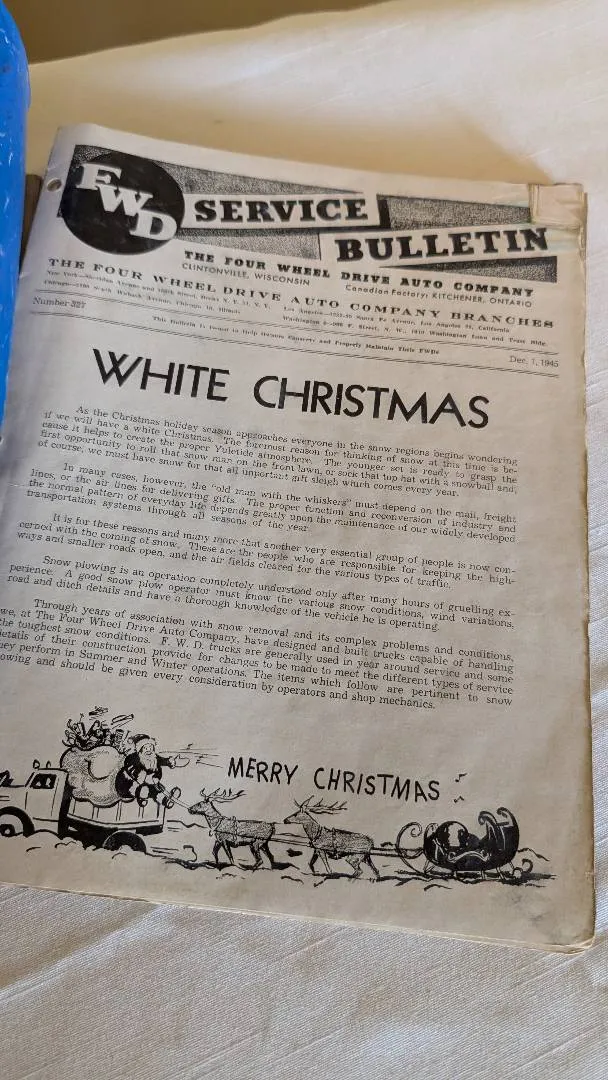 FWD SERVICE
BULLETIN
THE FOUR WHEEL DRIVE AUTO COMPANY
CLINTONVILLE, WISCONSIN Canadian Factory: KITCHENER, ONTARIO
THE FOUR WHEEL DRIVE AUTO COMPANY BRANCHES
Number 327
This Bulletin is Issued to Help Owners Conserve and Properly Maintain Their FWDs
Dec. 1, 1945
WHITE CHRISTMAS
As the Christmas holiday season approaches everyone in the snow regions begins wondering
if we will have a white Christmas. The foremost reason for thinking of snow at this time is be-
cause it helps to create the proper Yuletide atmosphere. The younger set is ready to grasp the
first opportunity to roll that snow man on the front lawn, or sock that top hat with a snowball and,
of course, we must have snow for that all important gift sleigh which comes every year.
In many cases, however, the "old man with the whiskers" must depend on the mail, freight
lines, or the air lines for delivering gifts. The proper function and reconversion of industry and
the normal pattern of everyday life depends greatly upon the maintenance of our widely developed
transportation systems through all seasons of the year.
It is for these reasons and many more that another very essential group of people is now con-
cerned with the coming of snow. These are the people who are responsible for keeping the high-
ways and smaller roads open, and the air fields cleared for the various types of traffic.
Snow plowing is an operation completely understood only after many hours of gruelling ex-
perience. A good snow plow operator must know the various snow conditions, wind variations,
road and ditch details and have a thorough knowledge of the vehicle he is operating.
Through years of association with snow removal and its complex problems and conditions,
we, at The Four Wheel Drive Auto Company, have designed and built trucks capable of handling
the toughest snow conditions. F. W. D. trucks are generally used in year around service and some
details of their construction provide for changes to be made to meet the different types of service
ey perform in Summer and Winter operations. The items which follow are pertinent to snow
owing and should be given every consideration by operators and shop mechanics.
MERRY CHRISTMAS